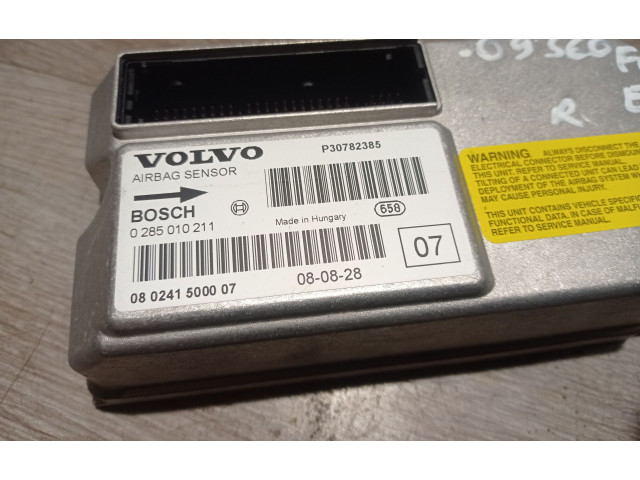 VOLVO
P30782385
AIRBAG SENSOR
BOSCH
0 285 010 211
Made in Hungary
658
07
08 0241 5000 07
08-08-28
WARNING ALWAYS DISCONNECT THE
ELECTRICAL CONNECTOR BEFORE
THIS UNIT. REFER TO SERVICE MANUAL.
TILTING OF A CONNECTED UNIT CAN LEAD
DEPLOYMENT OF THE AIRBAG SYSTEM
MAY CAUSE PERSONAL INJURY.
THIS UNIT CONTAINS VEHICLE SPECIFIC
FUNCTIONAL DATA. IN CASE OF
REFER TO SERVICE MANUAL.
R